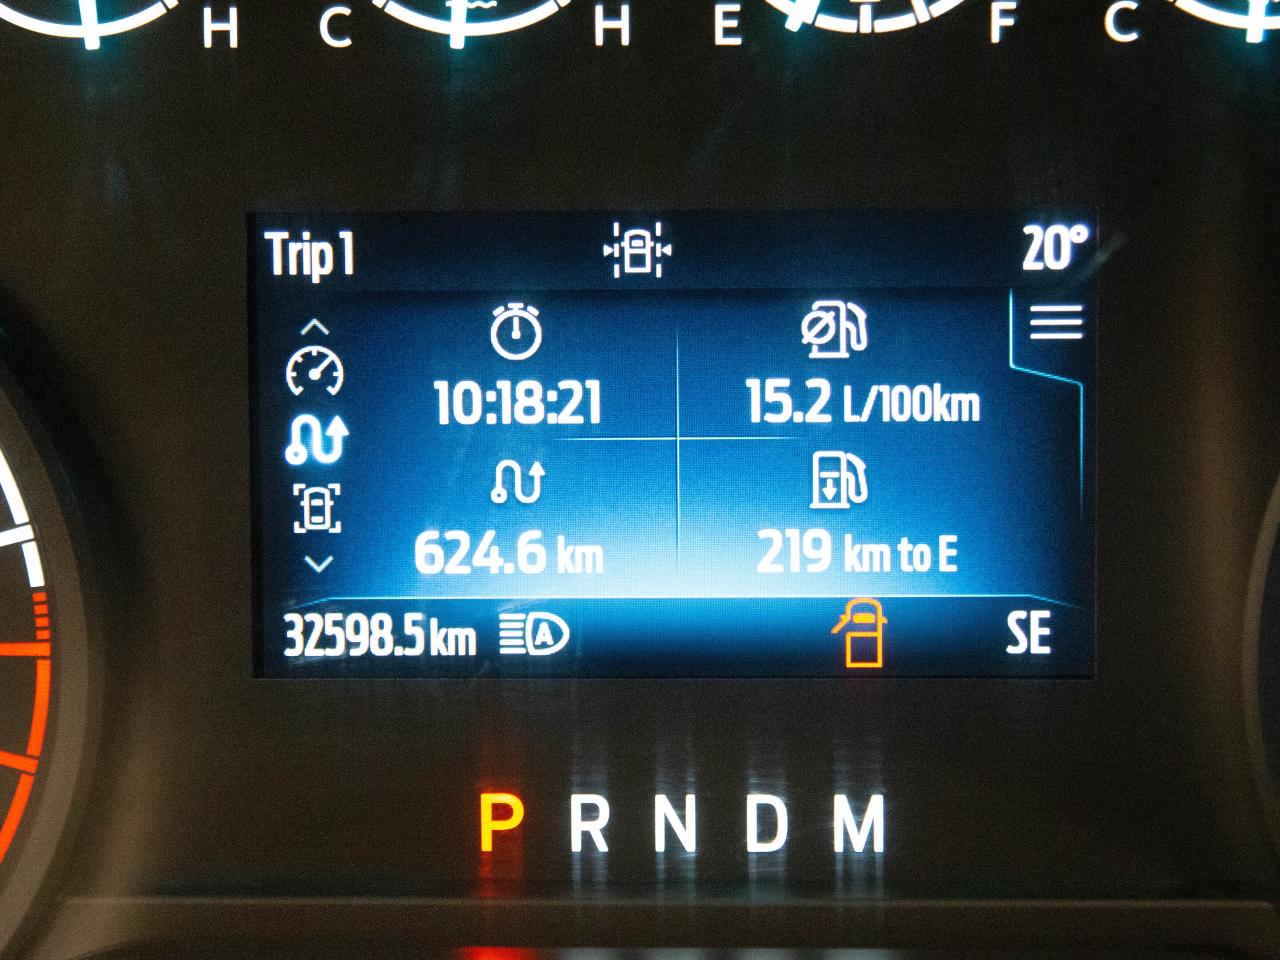 H C H E F C
Trip 1 20°
10:18:21 15.2 L/100km
624.6 km 219 km to E
32598.5 km A SE
P R N D M